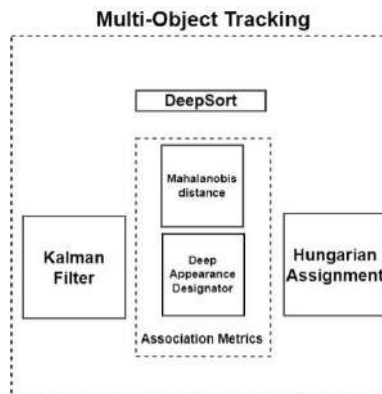 Multi-Object Tracking
DeepSort
Mahalanobis
distance
Kalman
Filter
Deep
Appearance
Designator
Hungarian
Assignment
Association Metrics